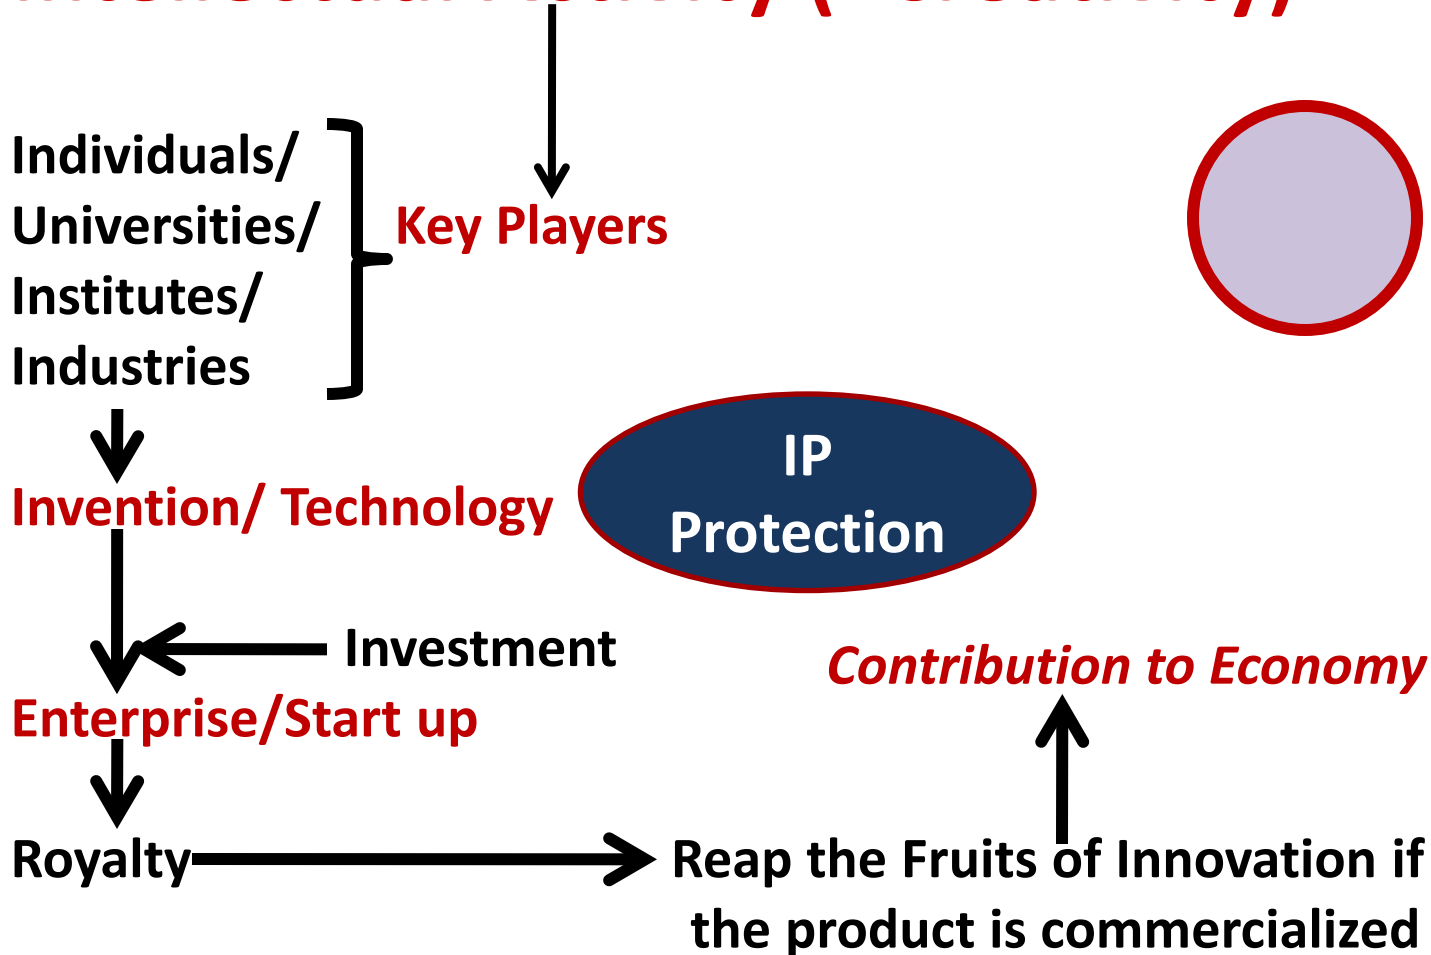 Individuals/
Universities/
Key Players
Institutes/
Industries
IP
Protection
Invention/ Technology
Investment
Contribution to Economy
Enterprise/Start up
Royalty
Reap the Fruits of Innovation if
the product is commercialized